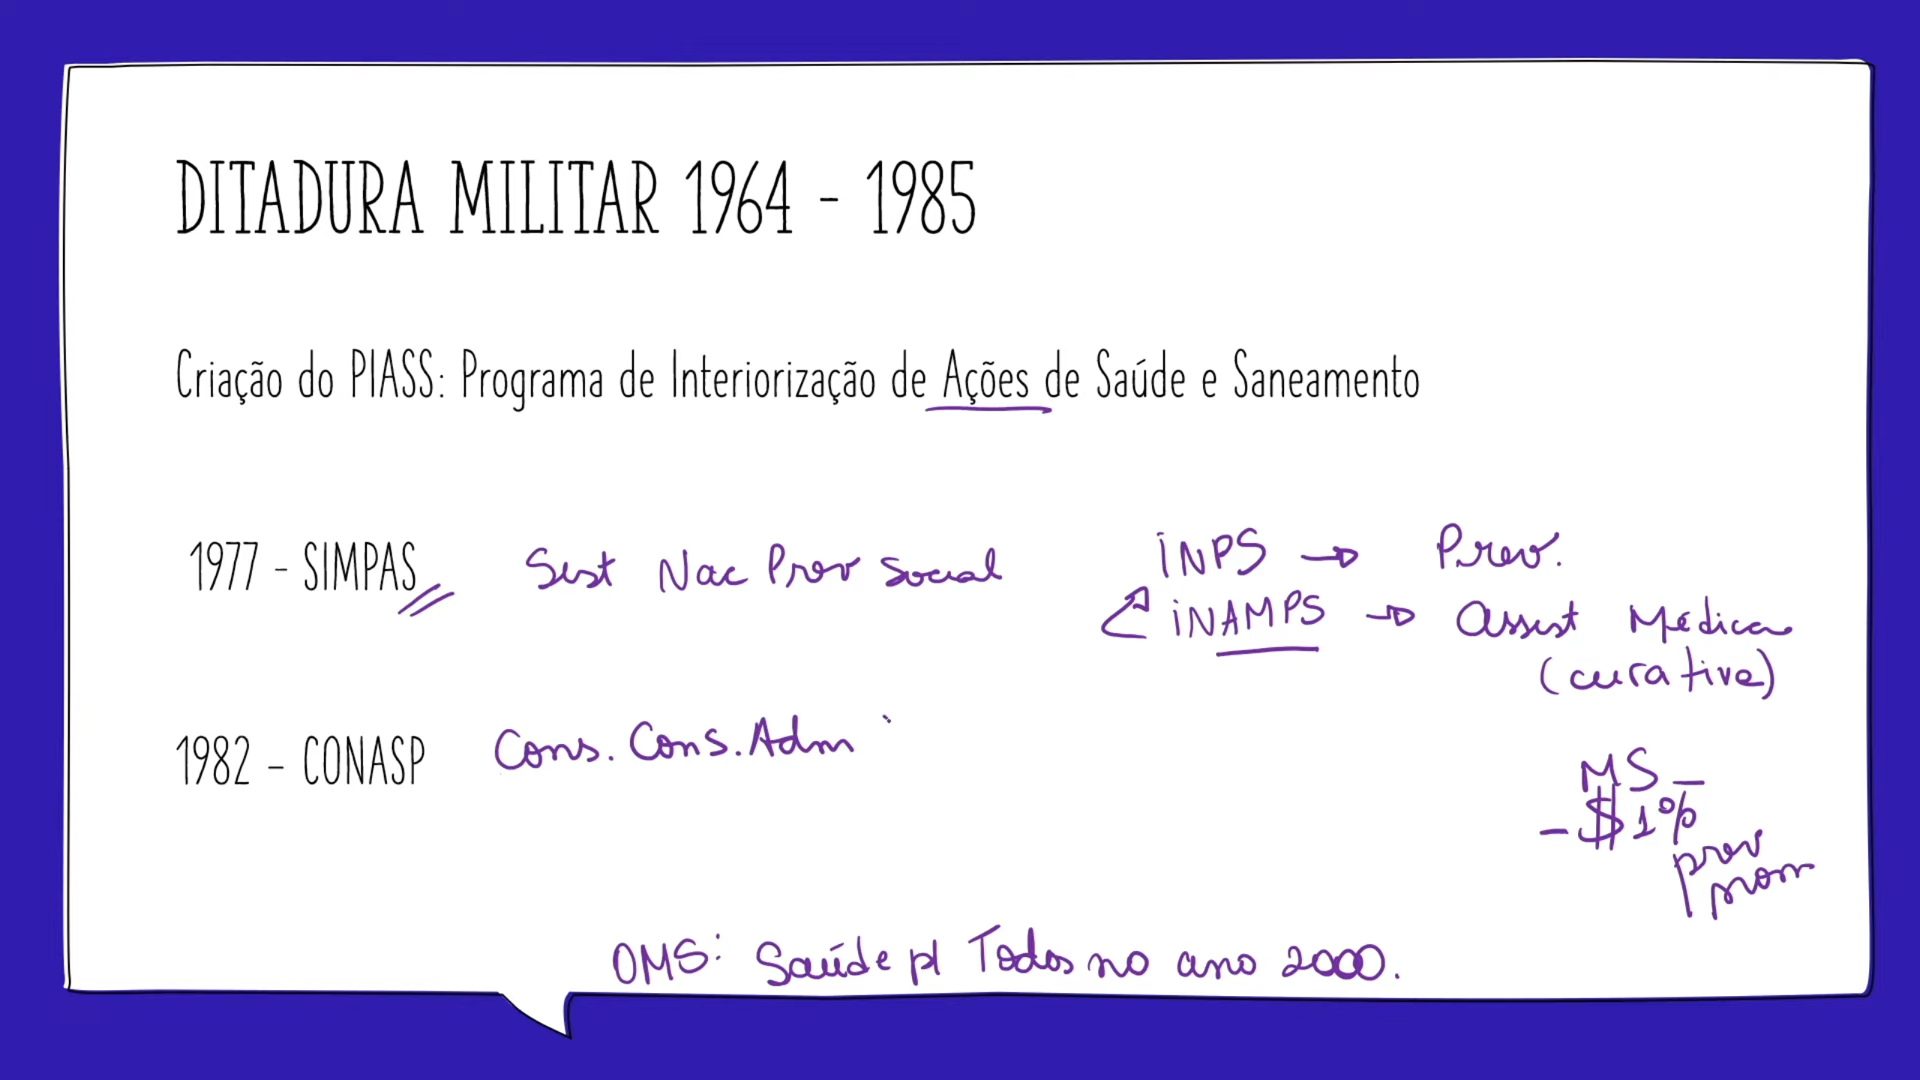 DITADURA MILITAR 1964 - 1985
Criação do PIASS: Programa de Interiorização de Ações de Saúde e Saneamento
1977 - SIMPAS Sist Nac Prev Social
INPS → Prev.
INAMPS → Assist Médica
(curativa)
1982 - CONASP Cons. Cons. Adm
MS
- $ 1%
prev
prom
OMS: Saúde p/ Todos no ano 2000.